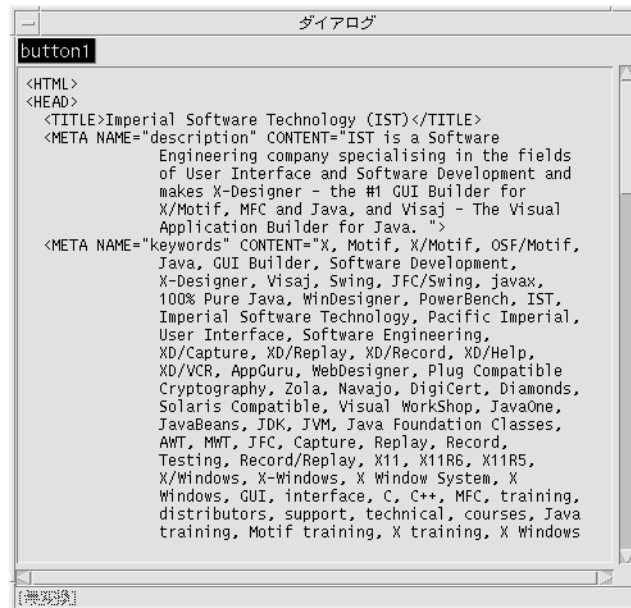 ダイアログ
button1
<HTML>
<HEAD>
<TITLE>Imperial Software Technology (IST)</TITLE>
<META NAME="description" CONTENT="IST is a Software
Engineering company specialising in the fields
of User Interface and Software Development and
makes X-Designer - the #1 GUI Builder for
X/Motif, MFC and Java, and Visaj - The Visual
Application Builder for Java. ">
<META NAME="keywords" CONTENT="X, Motif, X/Motif, OSF/Motif,
Java, GUI Builder, Software Development,
X-Designer, Visaj, Swing, JFC/Swing, javax,
100% Pure Java, WinDesigner, PowerBench, IST,
Imperial Software Technology, Pacific Imperial,
User Interface, Software Engineering,
XD/Capture, XD/Replay, XD/Record, XD/Help,
XD/VCR, AppGuru, WebDesigner, Plug Compatible
Cryptography, Zola, Navajo, DigiCert, Diamonds,
Solaris Compatible, Visual WorkShop, JavaOne,
JavaBeans, JDK, JVM, Java Foundation Classes,
AWT, MWT, JFC, Capture, Replay, Record,
Testing, Record/Replay, X11, X11R6, X11R5,
X/Windows, X-Windows, X Window System, X
Windows, GUI, interface, C, C++, MFC, training,
distributors, support, technical, courses, Java
training, Motif training, X training, X Windows
[無変換]